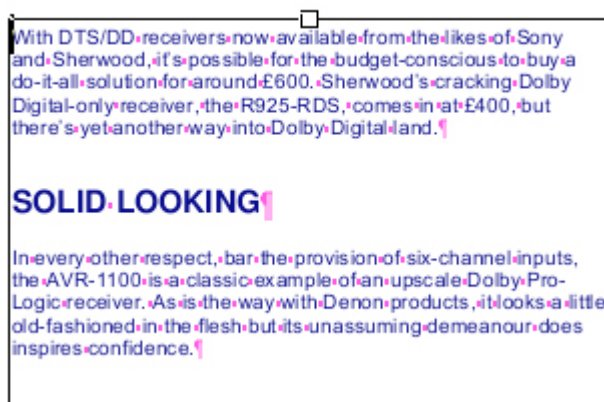 With DTS/DD receivers now available from the likes of Sony
and Sherwood, it's possible for the budget-conscious to buy a
do-it-all solution for around £600. Sherwood's cracking Dolby
Digital-only receiver, the R925-RDS, comes in at £400, but
there's yet another way into Dolby Digital land.¶
SOLID LOOKING¶
In every other respect, bar the provision of six-channel inputs,
the AVR-1100 is a classic example of an upscale Dolby Pro-
Logic receiver. As is the way with Denon products, it looks a little
old-fashioned in the flesh but its unassuming demeanour does
inspires confidence.¶